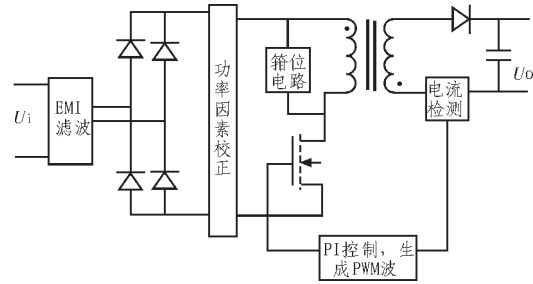 Ui
EMI
滤波
功率因素校正
箝位
电路
电流
检测
Uo
PI控制，生
成PWM波